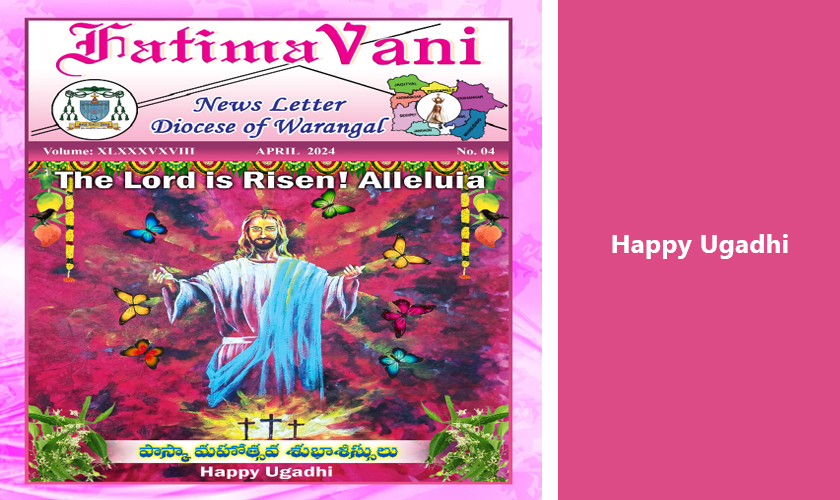 FatimaVani
News Letter
Diocese of Warangal
Volume: XLXXXVXVIII APRIL 2024 No. 04
The Lord is Risen! Alleluia
పాస్కా మహోత్సవ శుభాశిస్సులు
Happy Ugadhi
Happy Ugadhi